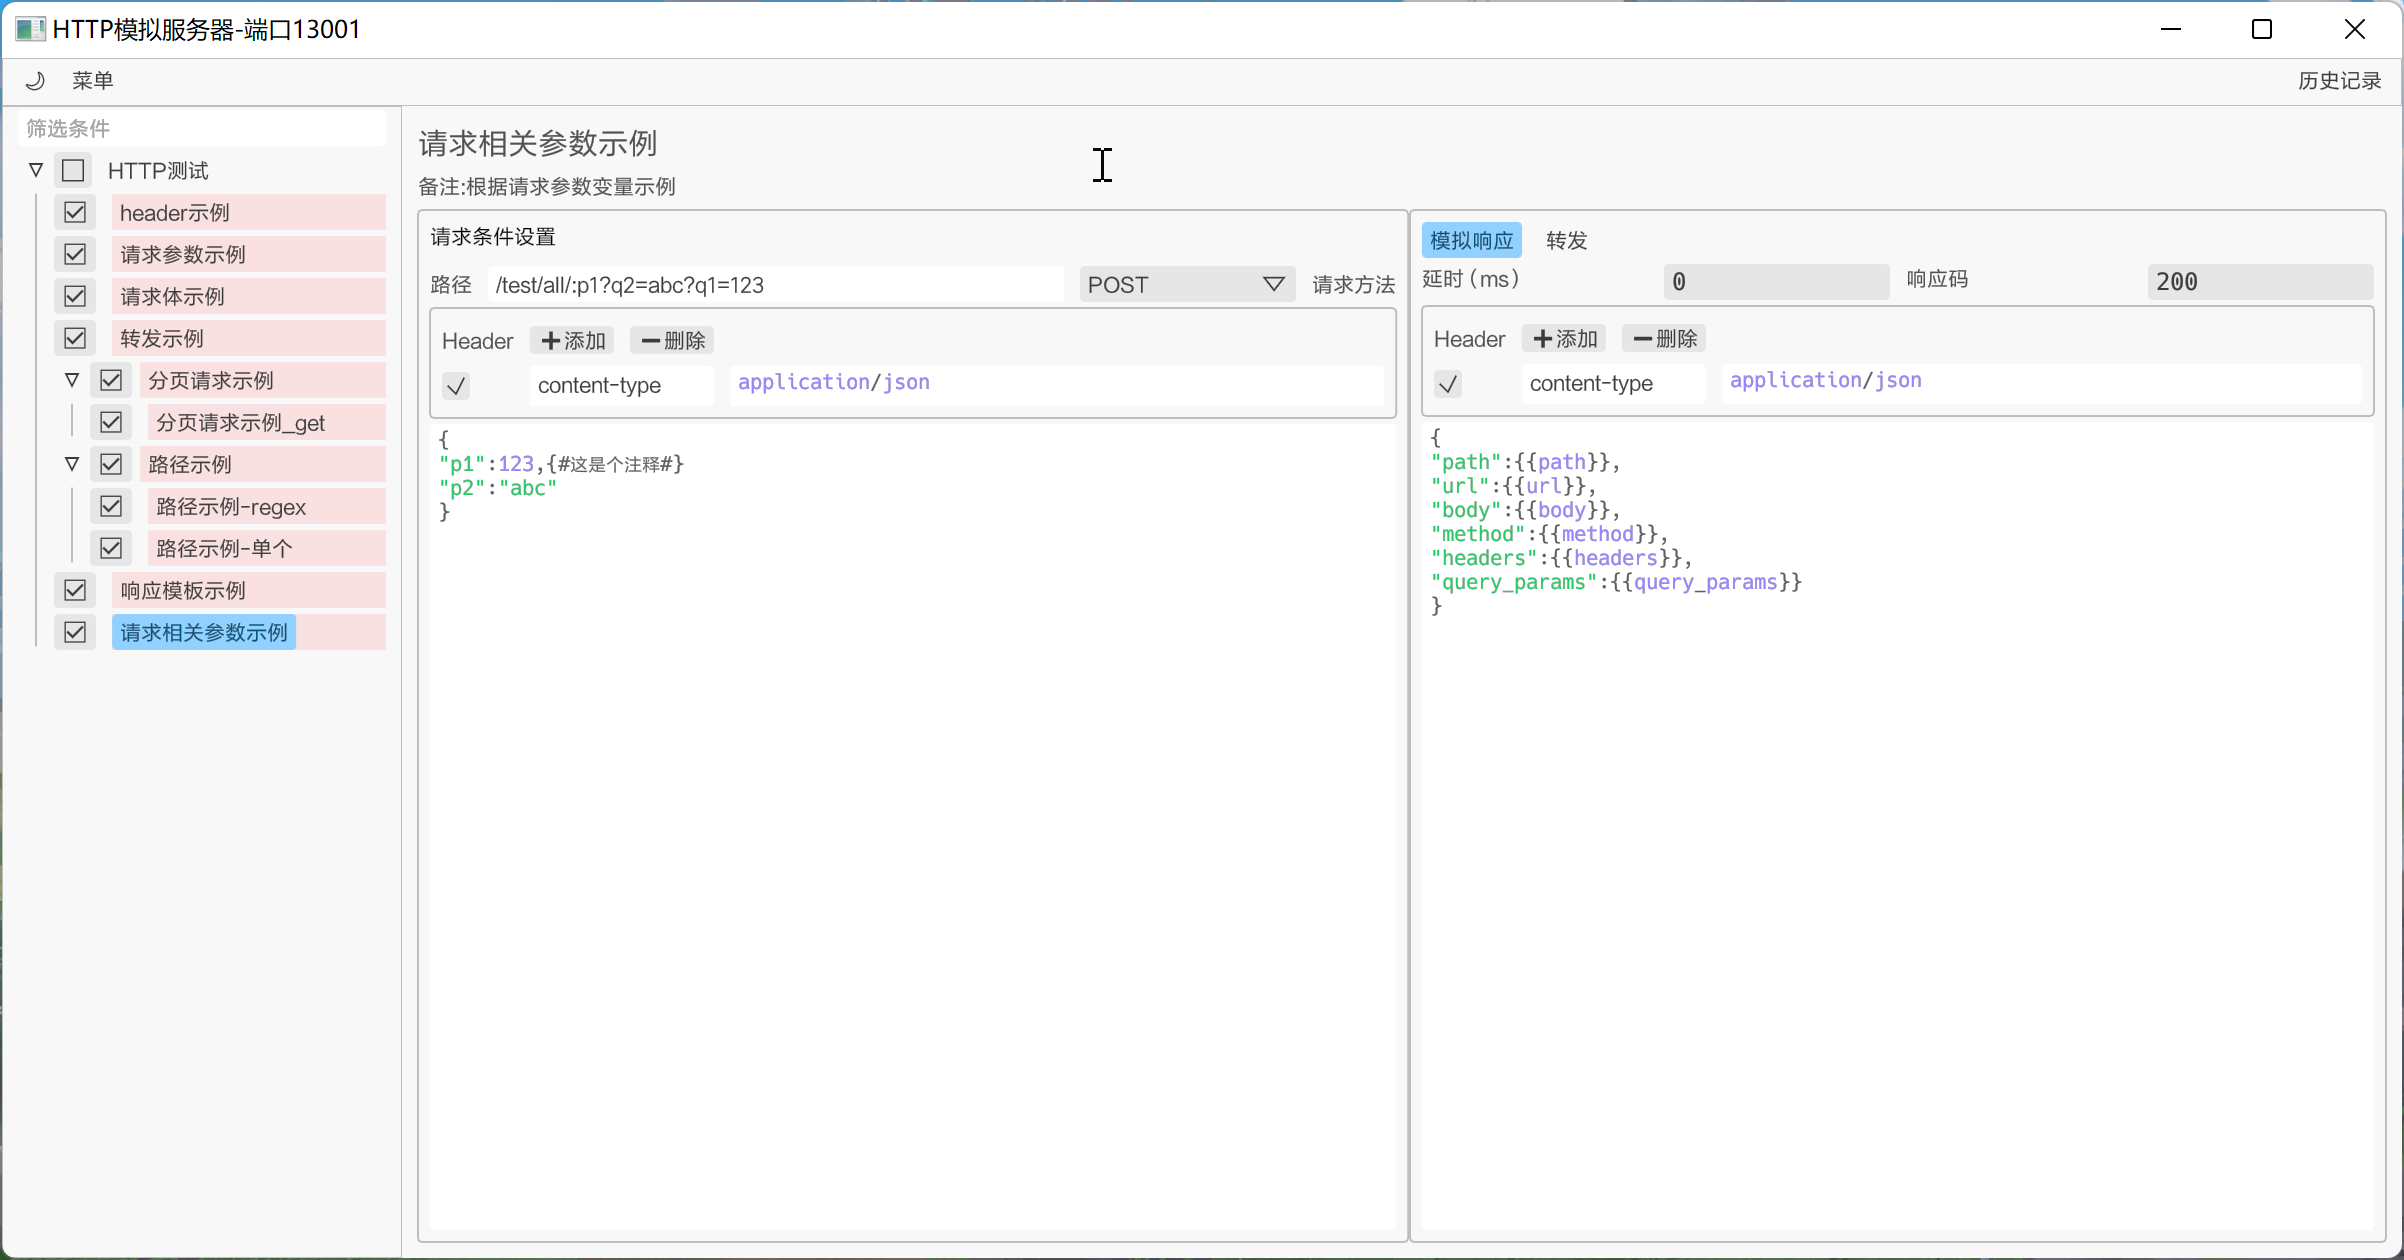 HTTP模拟服务器-端口13001
菜单
历史记录
筛选条件
HTTP测试
header示例
请求参数示例
请求体示例
转发示例
分页请求示例
分页请求示例_get
路径示例
路径示例-regex
路径示例-单个
响应模板示例
请求相关参数示例
请求相关参数示例
备注:根据请求参数变量示例
请求条件设置
路径 /test/all/:p1?q2=abc?q1=123 POST 请求方法
Header 添加 删除
content-type application/json
{
"p1":123,{#这是个注释#}
"p2":"abc"
}
模拟响应 转发
延时(ms) 0 响应码 200
Header 添加 删除
content-type application/json
{
"path":{{path}},
"url":{{url}},
"body":{{body}},
"method":{{method}},
"headers":{{headers}},
"query_params":{{query_params}}
}